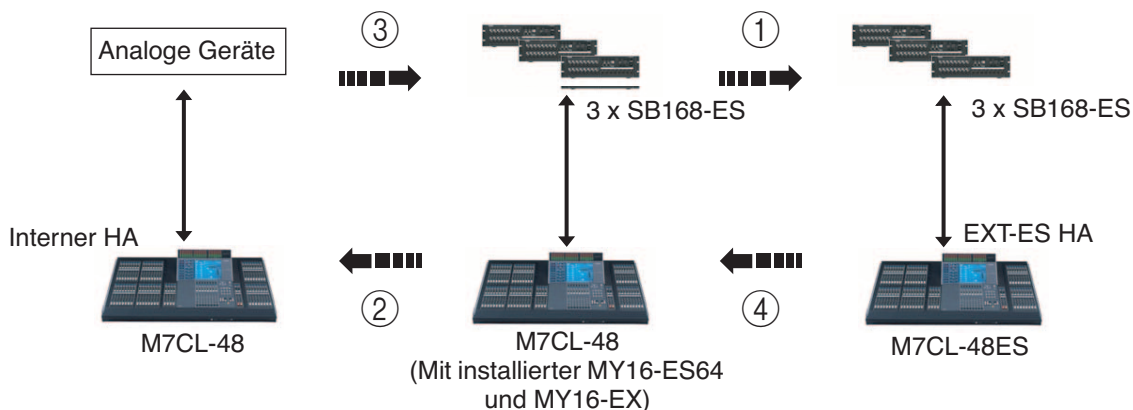 Analoge Geräte
③
①
3 x SB168-ES
3 x SB168-ES
Interner HA
EXT-ES HA
②
④
M7CL-48
M7CL-48
(Mit installierter MY16-ES64
und MY16-EX)
M7CL-48ES